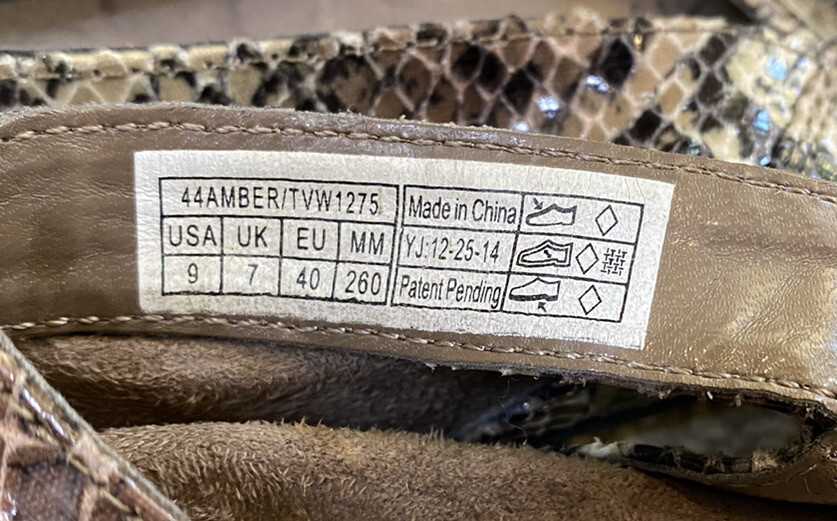 44AMBER/TVW1275
USA UK EU MM
9 7 40 260
Made in China
YJ:12-25-14
Patent Pending